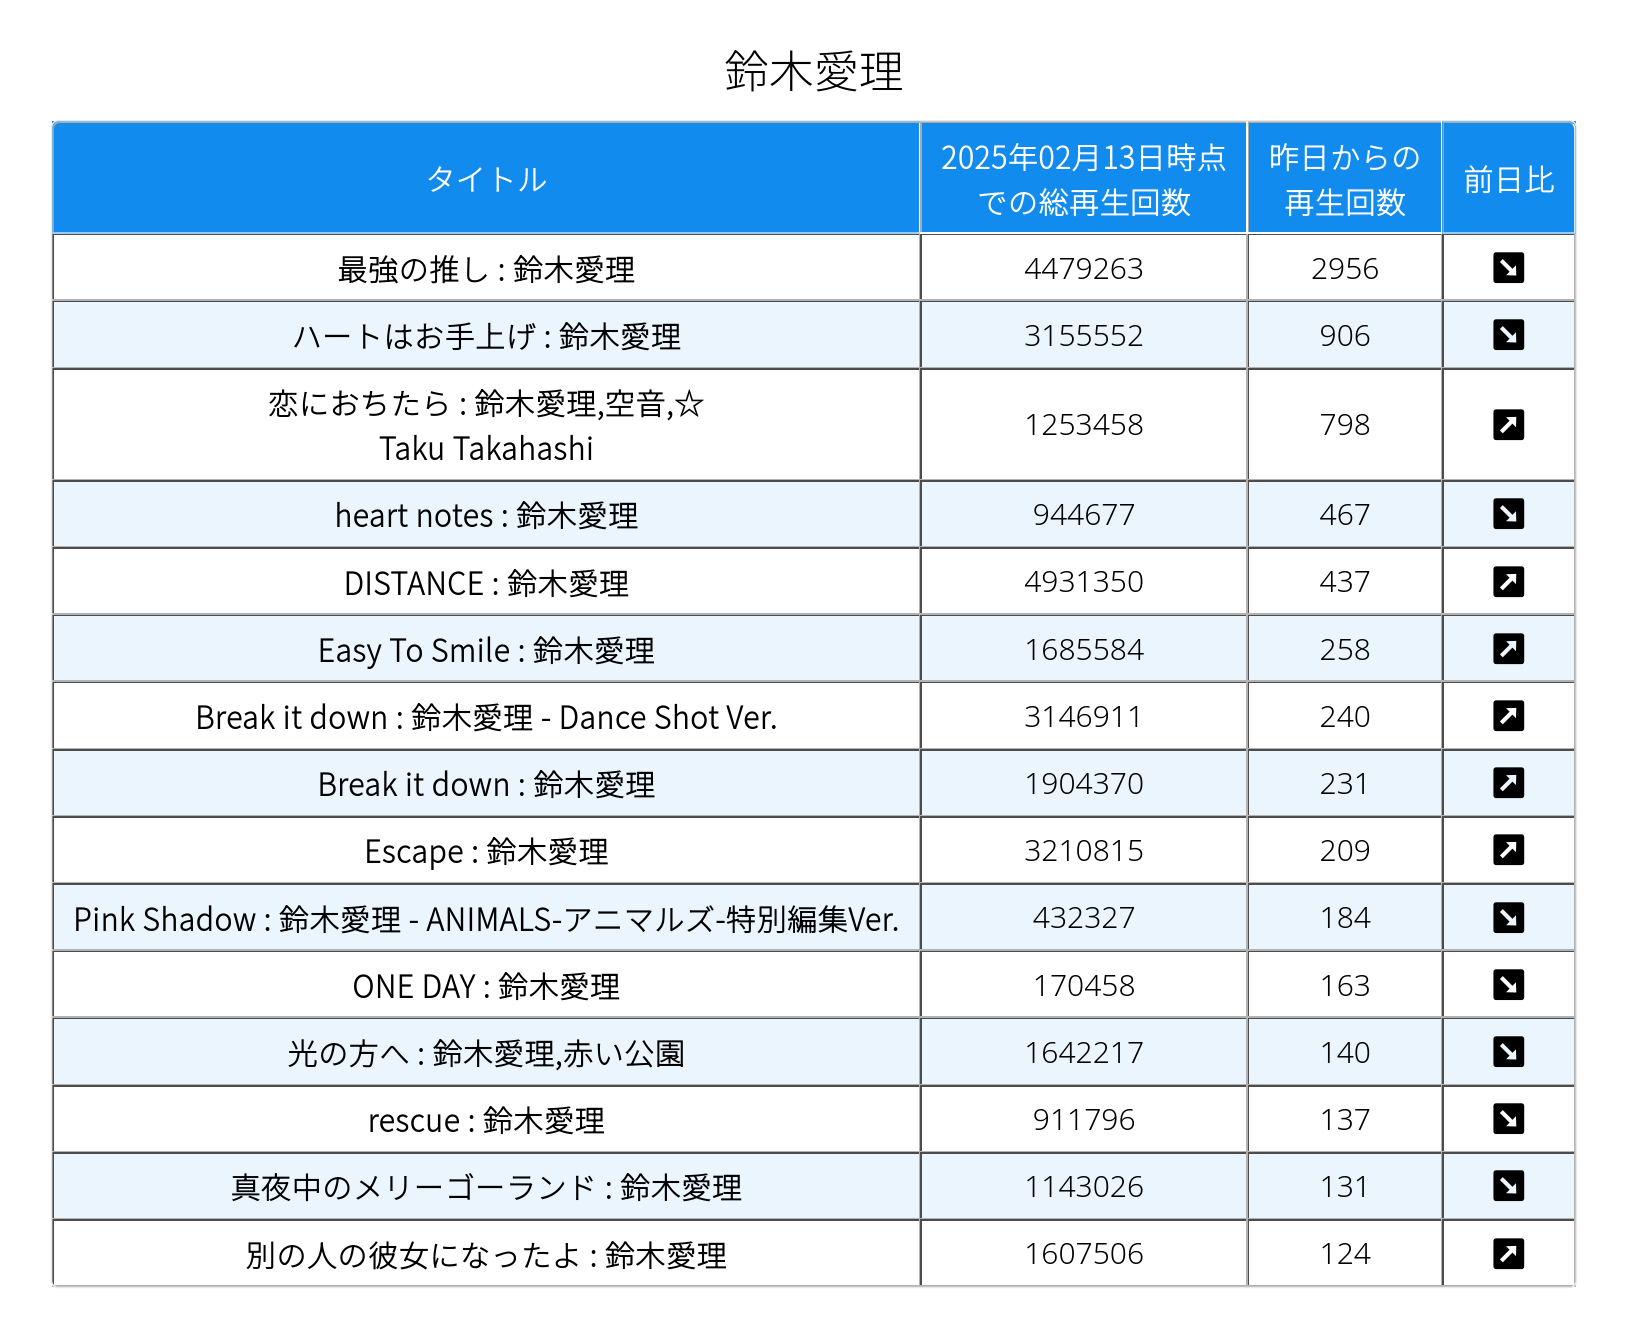 鈴木愛理
タイトル
2025年02月13日時点
での総再生回数
昨日からの
再生回数
前日比
最強の推し : 鈴木愛理 4479263 2956
ハートはお手上げ : 鈴木愛理 3155552 906
恋におちたら : 鈴木愛理,空音,☆
Taku Takahashi 1253458 798
heart notes : 鈴木愛理 944677 467
DISTANCE : 鈴木愛理 4931350 437
Easy To Smile : 鈴木愛理 1685584 258
Break it down : 鈴木愛理 - Dance Shot Ver. 3146911 240
Break it down : 鈴木愛理 1904370 231
Escape : 鈴木愛理 3210815 209
Pink Shadow : 鈴木愛理 - ANIMALS-アニマルズ-特別編集Ver. 432327 184
ONE DAY : 鈴木愛理 170458 163
光の方へ : 鈴木愛理,赤い公園 1642217 140
rescue : 鈴木愛理 911796 137
真夜中のメリーゴーランド : 鈴木愛理 1143026 131
別の人の彼女になったよ : 鈴木愛理 1607506 124